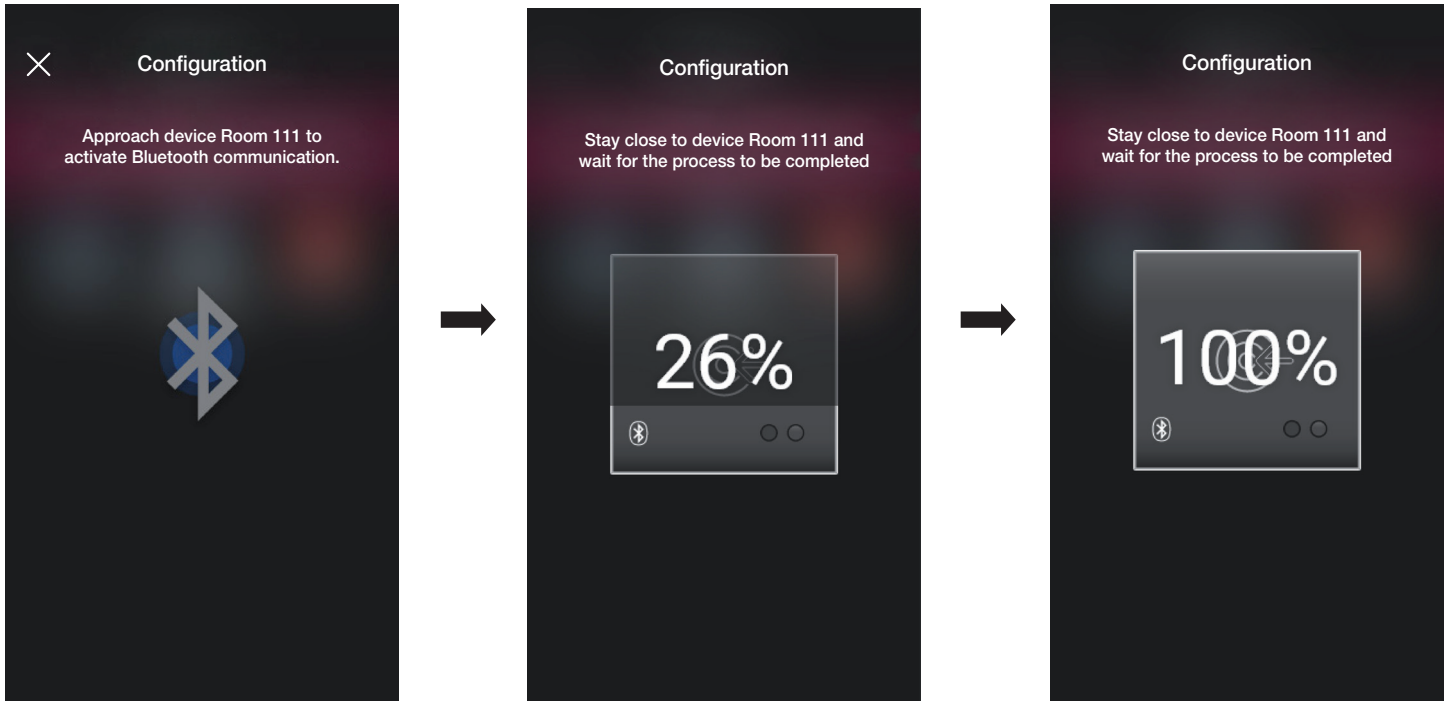 Configuration
Approach device Room 111 to
activate Bluetooth communication.
Configuration
Stay close to device Room 111 and
wait for the process to be completed
26%
Configuration
Stay close to device Room 111 and
wait for the process to be completed
100%